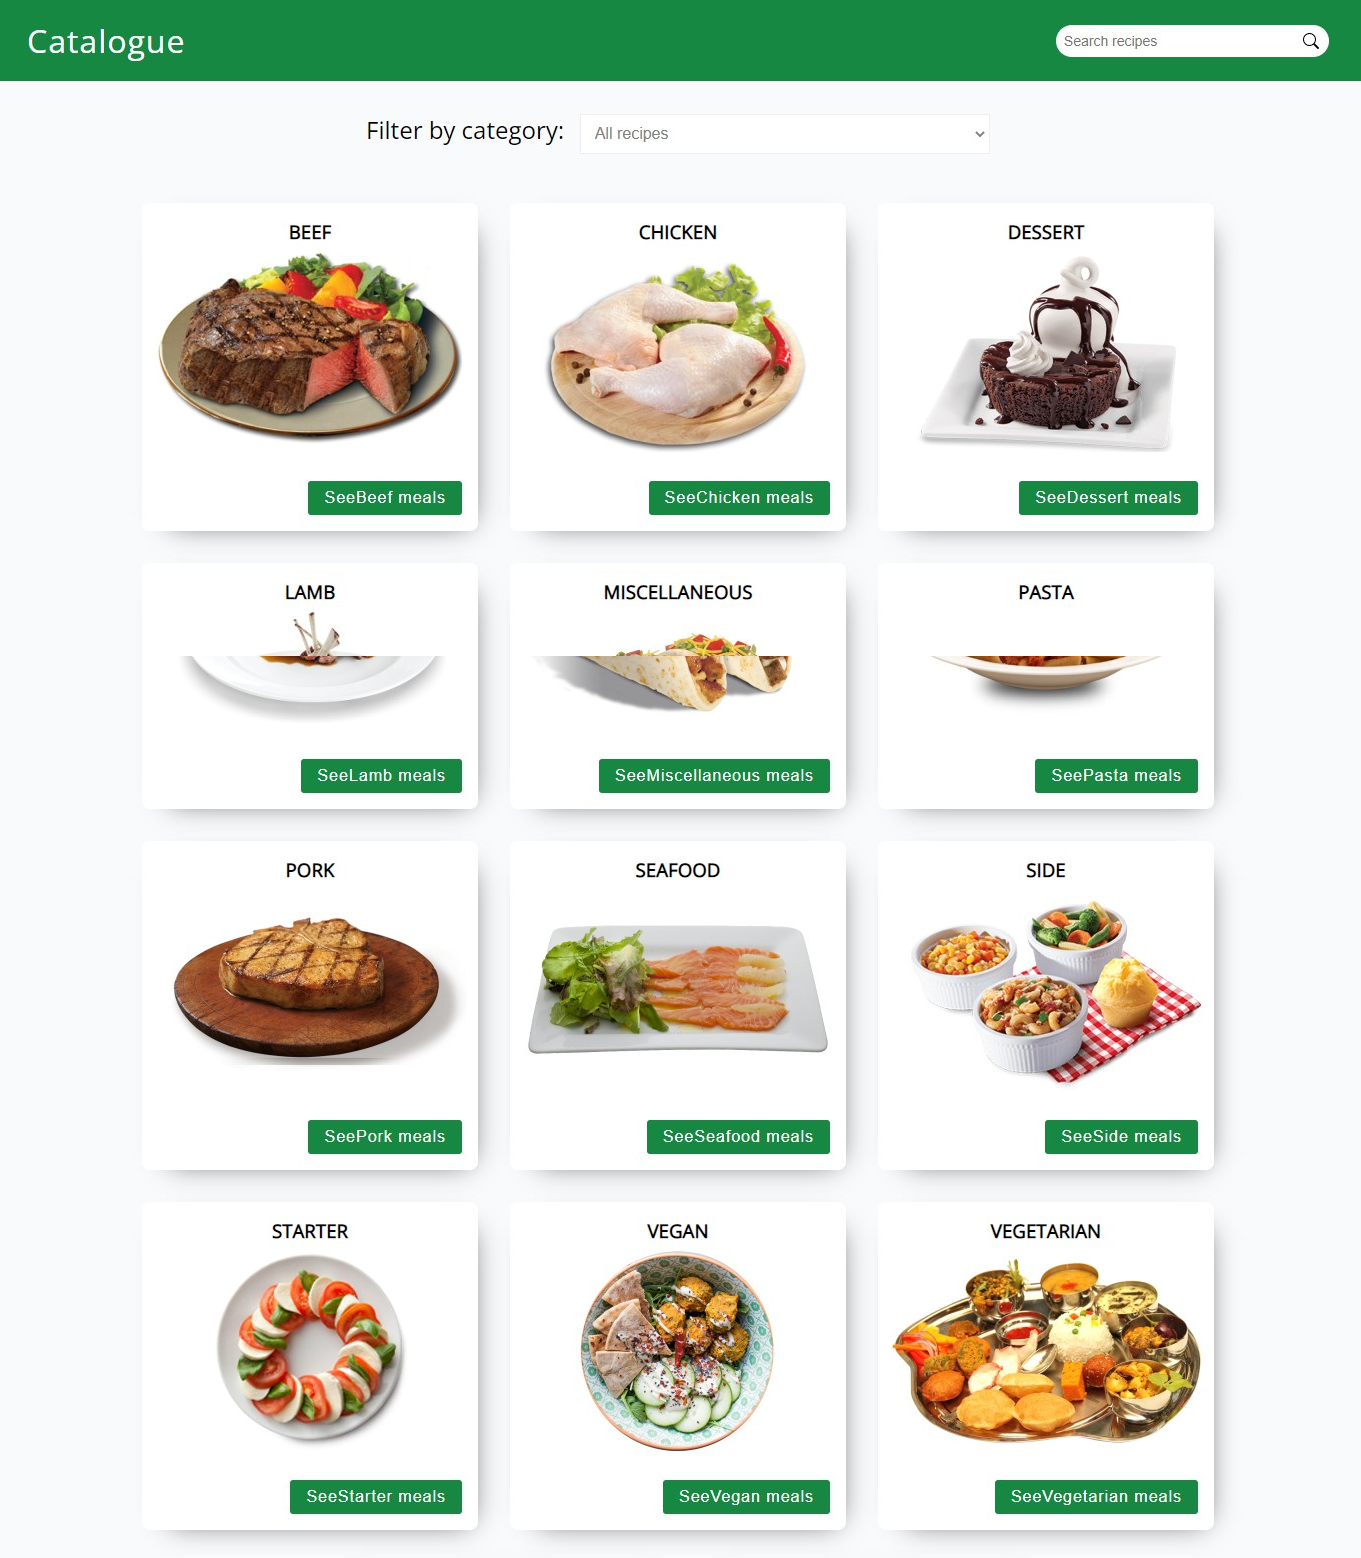 Catalogue
Search recipes
Filter by category:
All recipes
BEEF
CHICKEN
DESSERT
SeeBeef meals
SeeChicken meals
SeeDessert meals
LAMB
MISCELLANEOUS
PASTA
SeeLamb meals
SeeMiscellaneous meals
SeePasta meals
PORK
SEAFOOD
SIDE
SeePork meals
SeeSeafood meals
SeeSide meals
STARTER
VEGAN
VEGETARIAN
SeeStarter meals
SeeVegan meals
SeeVegetarian meals